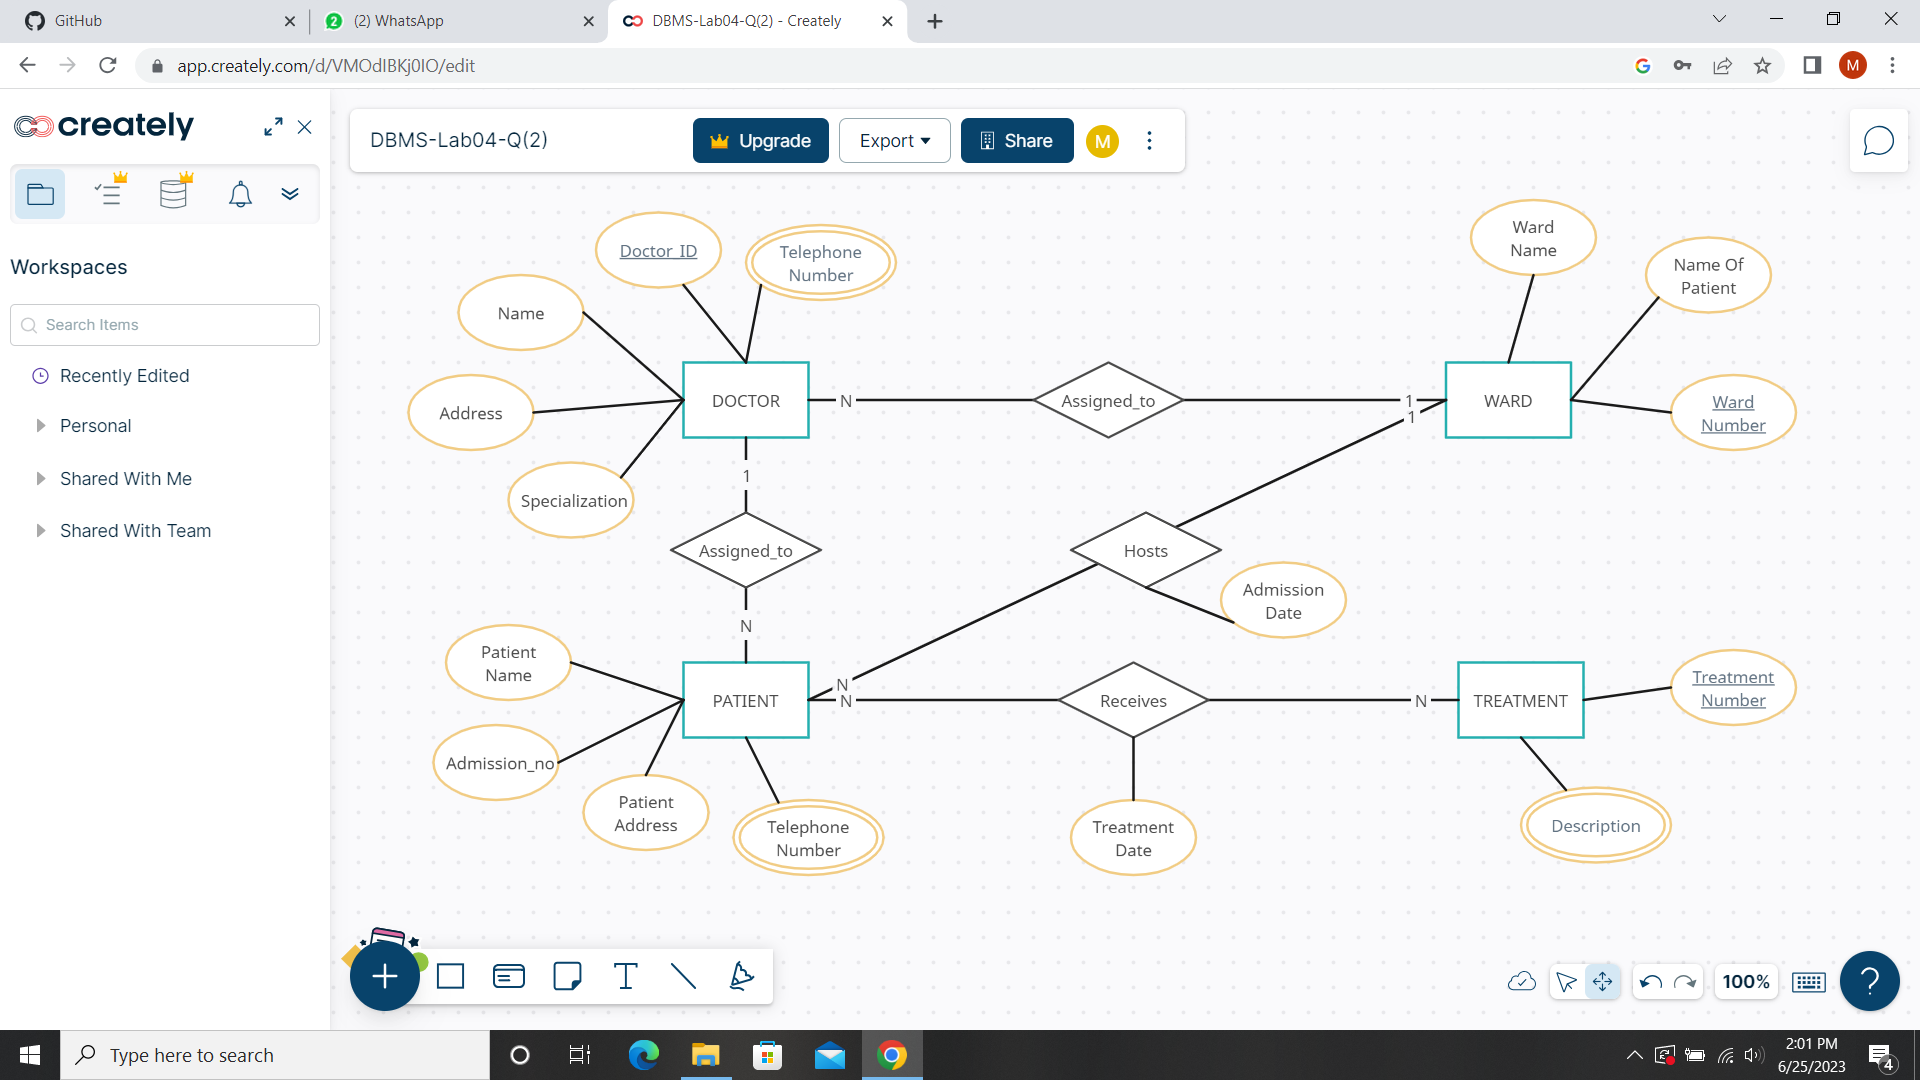 GitHub
2
(2) WhatsApp
DBMS-Lab04-Q(2) - Creately
app.creately.com/d/VMOdIBKj0IO/edit
M
creately
DBMS-Lab04-Q(2)
Upgrade
Export
Share
M
Workspaces
Search Items
Recently Edited
Personal
Shared With Me
Shared With Team
Doctor_ID
Telephone
Number
Name
Address
Specialization
DOCTOR
N
Assigned_to
1
1
WARD
Ward
Name
Name Of
Patient
Ward
Number
1
Assigned_to
N
Hosts
Admission
Date
Patient
Name
Admission_no
Patient
Address
Telephone
Number
PATIENT
N
N
Receives
N
TREATMENT
Treatment
Number
Treatment
Date
Description
T
100%
?
Type here to search
2:01 PM
6/25/2023
4